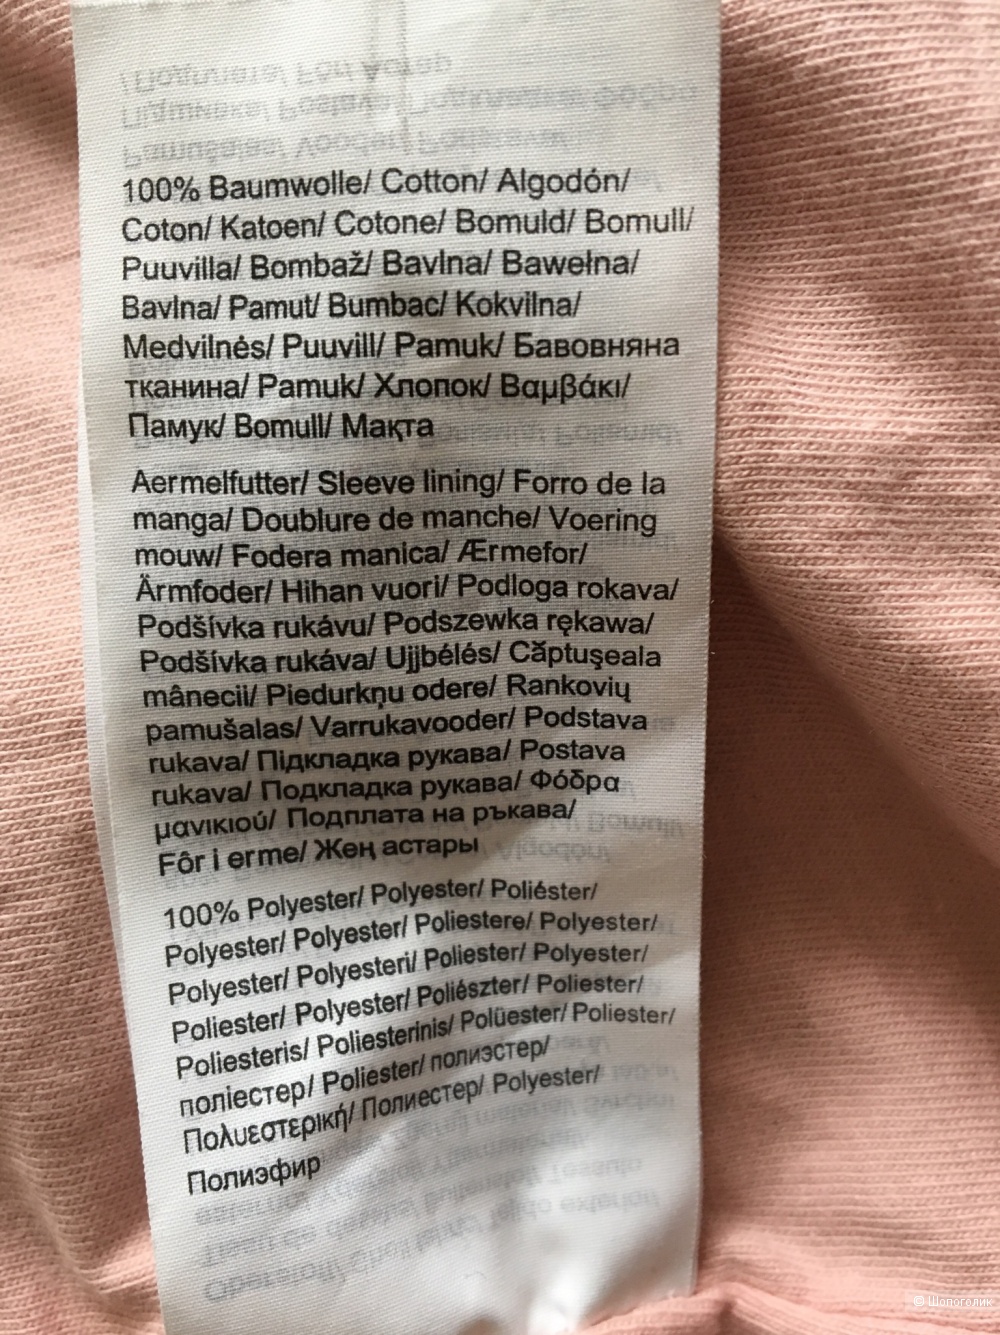 100% Baumwolle/ Cotton/ Algodón/
Coton/ Katoen/ Cotone/ Bomuld/ Bomull/
Puuvilla/ Bombaž/ Bavlna/ Bawełna/
Bavlna/ Pamut/ Bumbac/ Kokvilna/
Medvilnės/ Puuvill/ Pamuk/ Бавовняна
тканина/ Pamuk/ Хлопок/ Βαμβάκι/
Памук/ Bomull/ Мақта
Aermelfutter/ Sleeve lining/ Forro de la
manga/ Doublure de manche/ Voering
mouw/ Fodera manica/ Ærmefor/
Ärmfoder/ Hihan vuori/ Podloga rokava/
Podšívka rukávu/ Podszewka rękawa/
Podšívka rukáva/ Ujjbélés/ Căptuşeala
mânecii/ Piedurkņu odere/ Rankovių
pamušalas/ Varrukavooder/ Podstava
rukava/ Підкладка рукава/ Postava
rukava/ Подкладка рукава/ Φόδρα
μανικιού/ Подплата на ръкава/
Fôr i erme/ Жең астары
100% Polyester/ Polyester/ Poliéster/
Polyester/ Polyester/ Poliestere/ Polyester/
Polyester/ Polyesteri/ Poliester/ Polyester/
Poliester/ Polyester/ Poliészter/ Poliester/
Poliesteris/ Poliesterinis/ Polüester/ Poliester/
поліестер/ Poliester/ полиэстер/
Πολυεστερική/ Полиестер/ Polyester/
Полиэфир
© Шопоголик